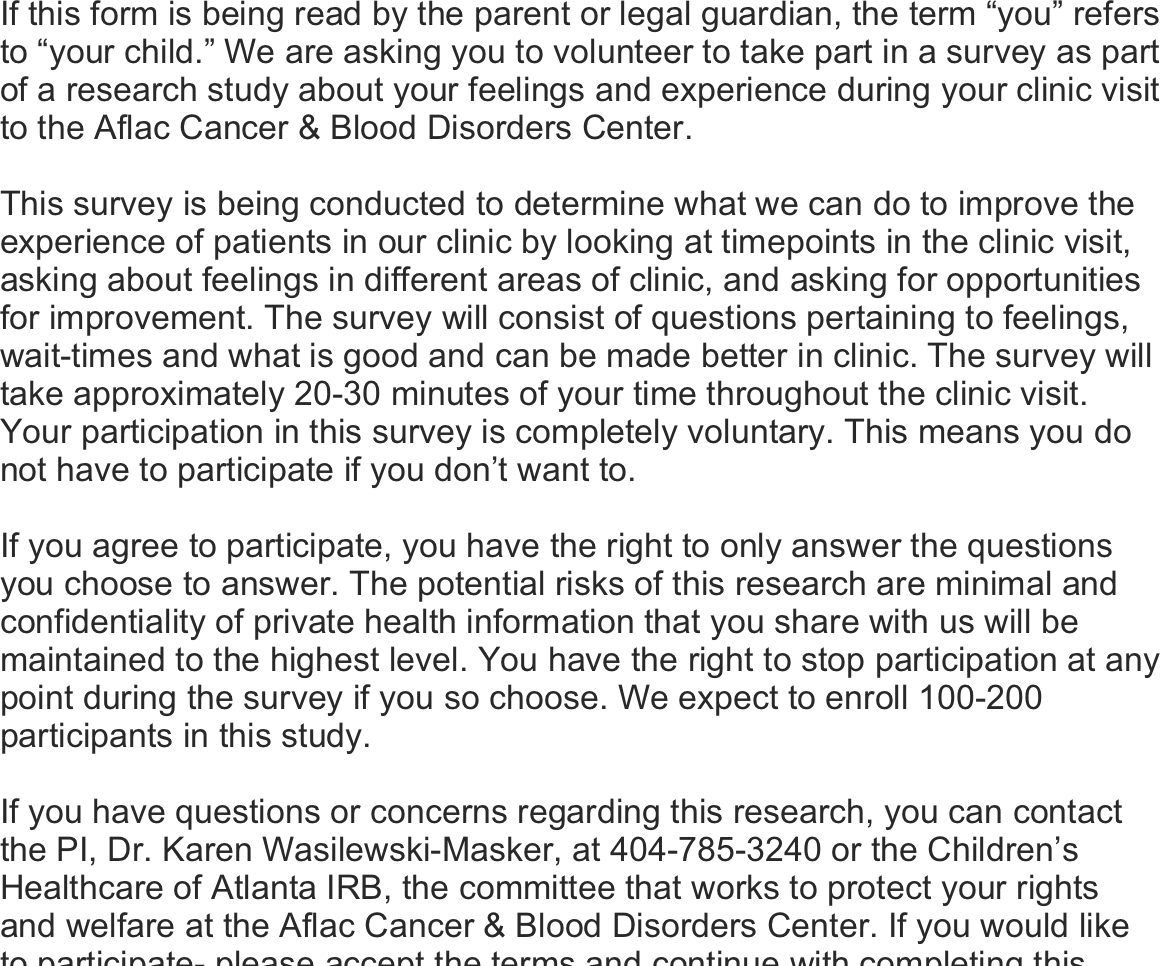 If this form is being read by the parent or legal guardian, the term “you” refers
to “your child.” We are asking you to volunteer to take part in a survey as part
of a research study about your feelings and experience during your clinic visit
to the Aflac Cancer & Blood Disorders Center.
This survey is being conducted to determine what we can do to improve the
experience of patients in our clinic by looking at timepoints in the clinic visit,
asking about feelings in different areas of clinic, and asking for opportunities
for improvement. The survey will consist of questions pertaining to feelings,
wait-times and what is good and can be made better in clinic. The survey will
take approximately 20-30 minutes of your time throughout the clinic visit.
Your participation in this survey is completely voluntary. This means you do
not have to participate if you don’t want to.
If you agree to participate, you have the right to only answer the questions
you choose to answer. The potential risks of this research are minimal and
confidentiality of private health information that you share with us will be
maintained to the highest level. You have the right to stop participation at any
point during the survey if you so choose. We expect to enroll 100-200
participants in this study.
If you have questions or concerns regarding this research, you can contact
the PI, Dr. Karen Wasilewski-Masker, at 404-785-3240 or the Children’s
Healthcare of Atlanta IRB, the committee that works to protect your rights
and welfare at the Aflac Cancer & Blood Disorders Center. If you would like
to participate- please accept the terms and continue with completing this